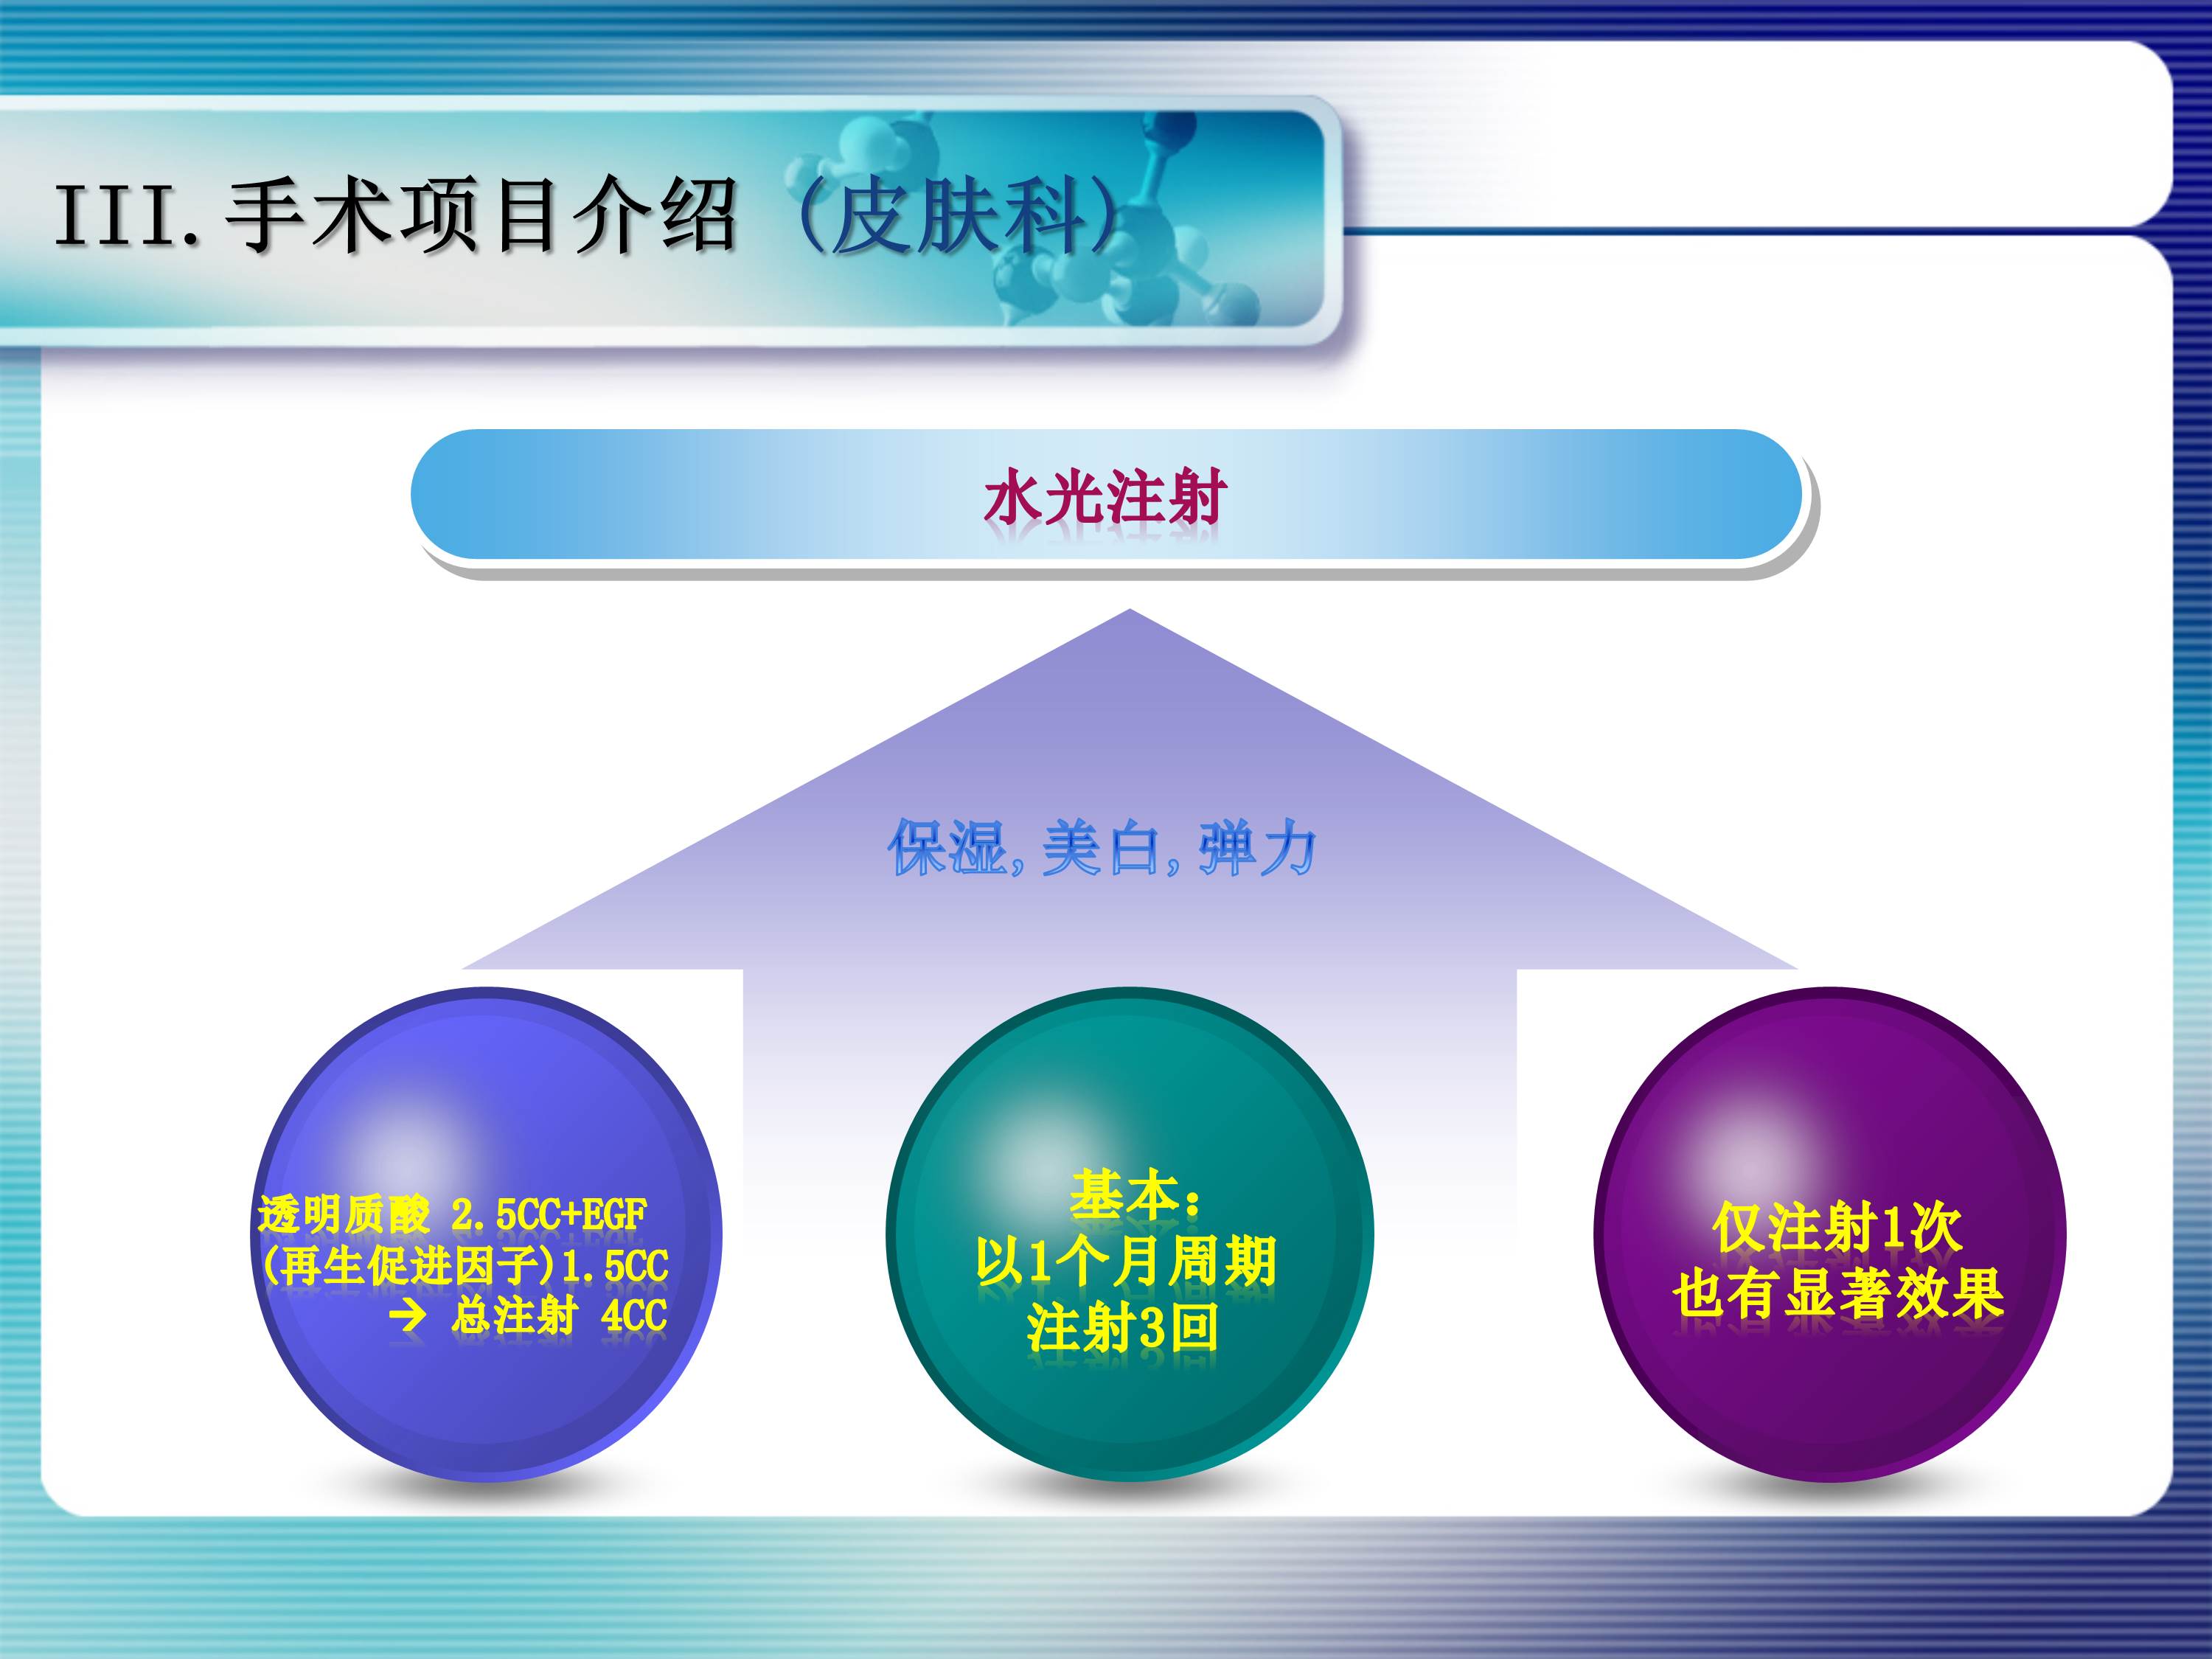 III.手术项目介绍 (皮肤科)
水光注射
保湿,美白,弹力
透明质酸 2.5CC+EGF
(再生促进因子)1.5CC
→ 总注射 4CC
基本:
以1个月周期
注射3回
仅注射1次
也有显著效果